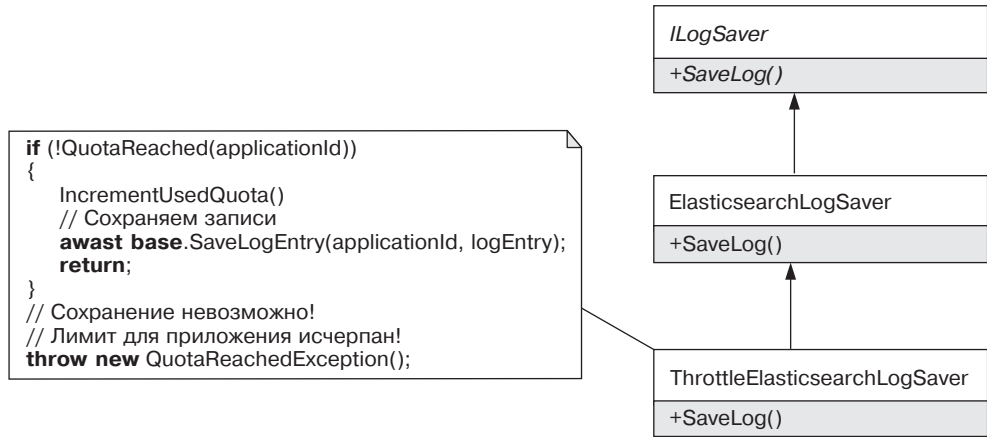 ILogSaver
+SaveLog()
if (!QuotaReached(applicationId))
{
IncrementUsedQuota()
// Сохраняем записи
awast base.SaveLogEntry(applicationId, logEntry);
return;
}
// Сохранение невозможно!
// Лимит для приложения исчерпан!
throw new QuotaReachedException();
ElasticsearchLogSaver
+SaveLog()
ThrottleElasticsearchLogSaver
+SaveLog()